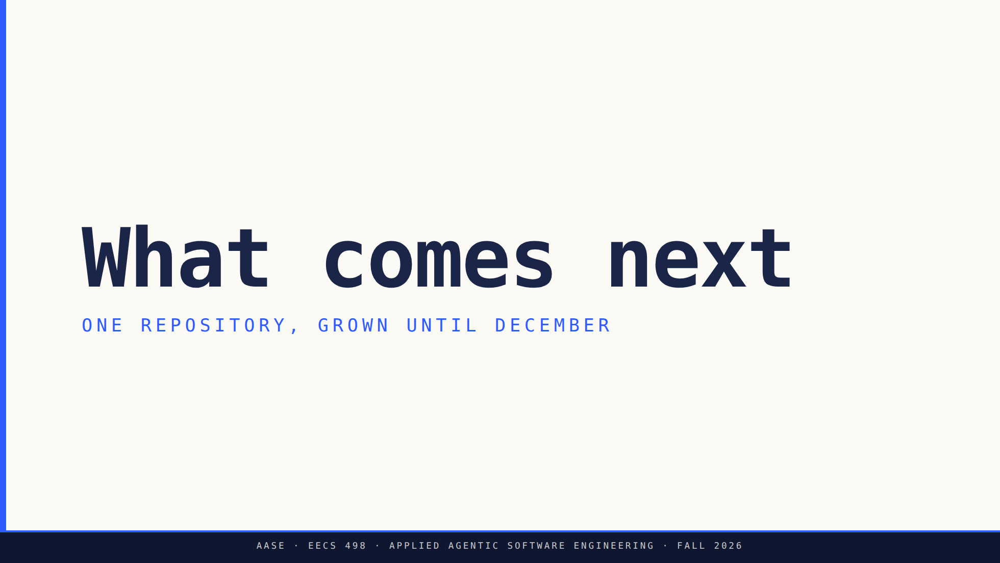 What comes next
ONE REPOSITORY, GROWN UNTIL DECEMBER
AASE · EECS 498 · APPLIED AGENTIC SOFTWARE ENGINEERING · FALL 2026